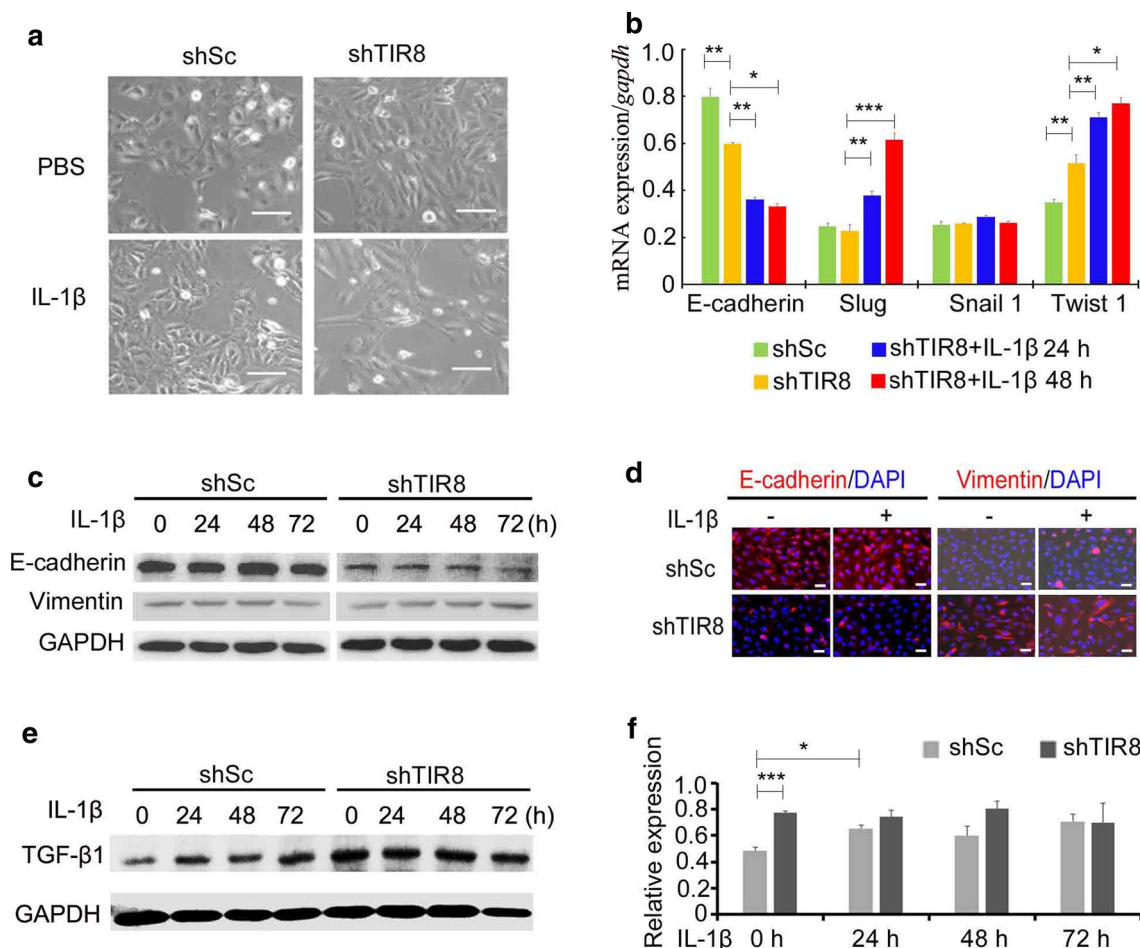 a
shSc shTIR8
PBS
IL-1β
b
mRNA expression/gapdh
1.0
0.8
0.6
0.4
0.2
0
** ** *
** ***
** ** *
E-cadherin Slug Snail 1 Twist 1
shSc shTIR8+IL-1β 24 h
shTIR8 shTIR8+IL-1β 48 h
c
shSc shTIR8
IL-1β 0 24 48 72 0 24 48 72 (h)
E-cadherin
Vimentin
GAPDH
d
E-cadherin/DAPI Vimentin/DAPI
IL-1β - + - +
shSc
shTIR8
e
shSc shTIR8
IL-1β 0 24 48 72 0 24 48 72 (h)
TGF-β1
GAPDH
f
shSc shTIR8
Relative expression
1.0
0.8
0.6
0.4
0.2
0
*
***
IL-1β 0 h 24 h 48 h 72 h